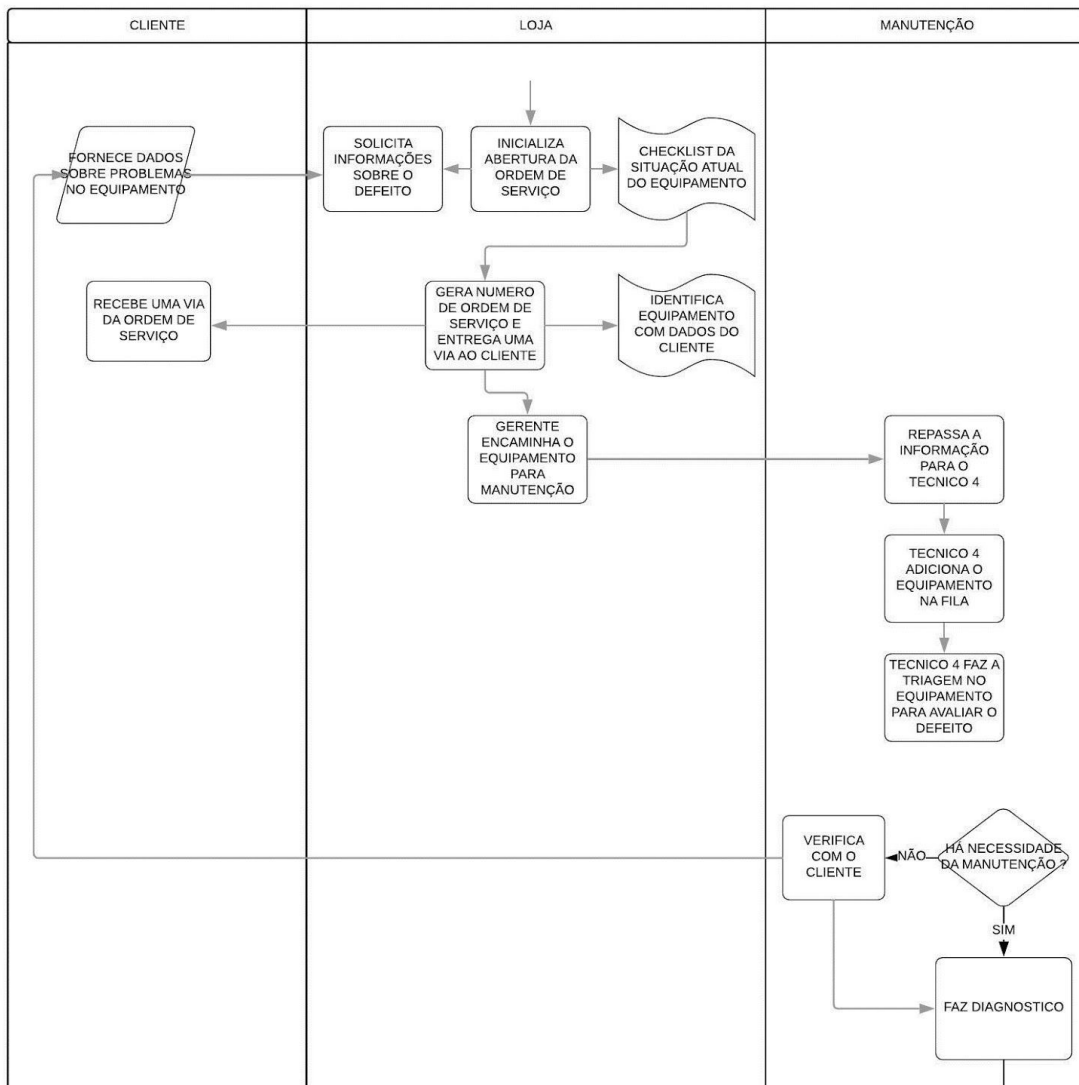 CLIENTE
LOJA
MANUTENÇÃO
FORNECE DADOS
SOBRE PROBLEMAS
NO EQUIPAMENTO
SOLICITA
INFORMAÇÕES
SOBRE O
DEFEITO
INICIALIZA
ABERTURA DA
ORDEM DE
SERVIÇO
CHECKLIST DA
SITUAÇÃO ATUAL
DO EQUIPAMENTO
RECEBE UMA VIA
DA ORDEM DE
SERVIÇO
GERA NUMERO
DE ORDEM DE
SERVIÇO E
ENTREGA UMA
VIA AO CLIENTE
IDENTIFICA
EQUIPAMENTO
COM DADOS DO
CLIENTE
GERENTE
ENCAMINHA O
EQUIPAMENTO
PARA
MANUTENÇÃO
REPASSA A
INFORMAÇÃO
PARA O
TECNICO 4
TECNICO 4
ADICIONA O
EQUIPAMENTO
NA FILA
TECNICO 4 FAZ A
TRIAGEM NO
EQUIPAMENTO
PARA AVALIAR O
DEFEITO
VERIFICA
COM O
CLIENTE
NÃO
HÁ NECESSIDADE
DA MANUTENÇÃO ?
SIM
FAZ DIAGNOSTICO